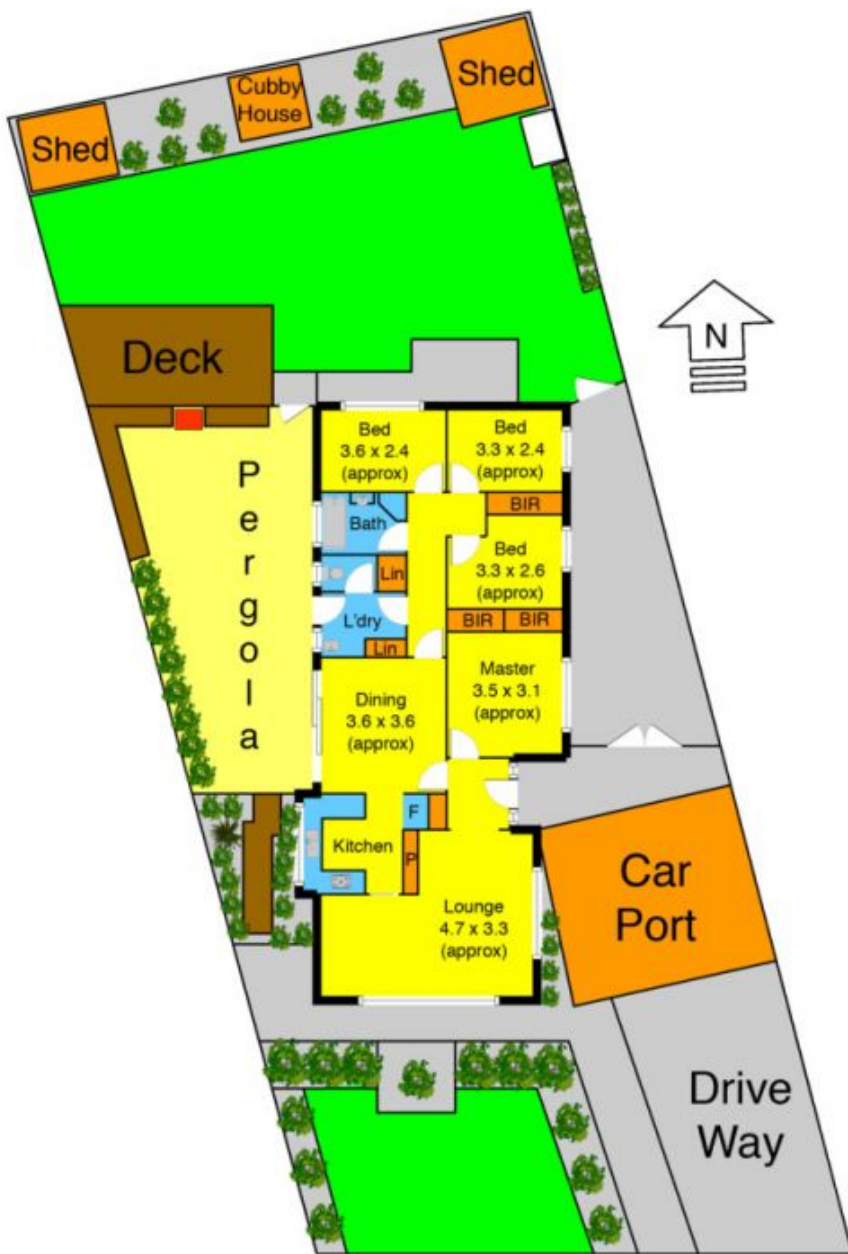 Shed
Cubby
House
Shed
N
Deck
Pergola
Bed
3.6 x 2.4
(approx)
Bed
3.3 x 2.4
(approx)
BIR
Bath
Bed
3.3 x 2.6
(approx)
Lin
L'dry
BIR
BIR
Lin
Master
3.5 x 3.1
(approx)
Dining
3.6 x 3.6
(approx)
F
Kitchen
P
Lounge
4.7 x 3.3
(approx)
Car
Port
Drive
Way